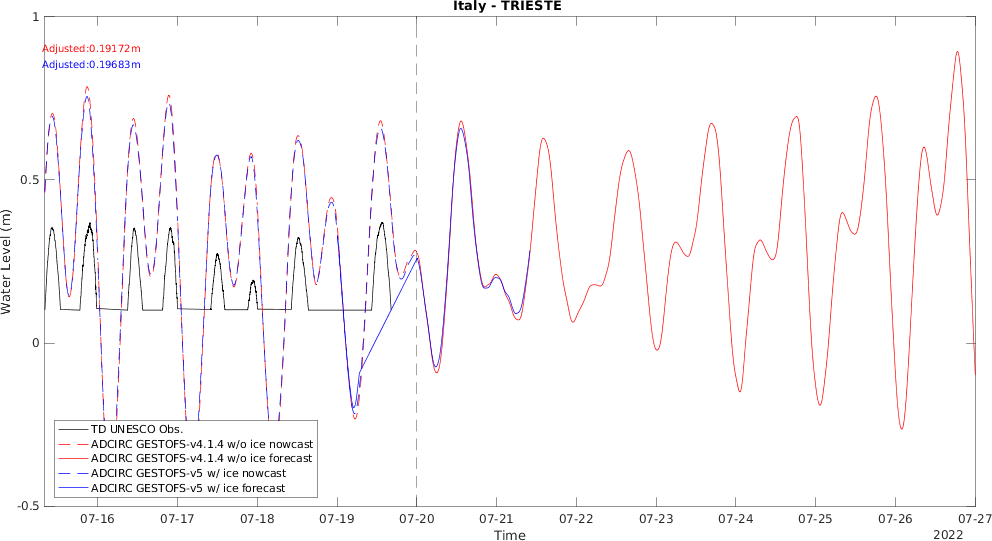 Italy - TRIESTE
Adjusted:0.19172m
Adjusted:0.19683m
Water Level (m)
1
0.5
0
-0.5
TD UNESCO Obs.
ADCIRC GESTOFS-v4.1.4 w/o ice nowcast
ADCIRC GESTOFS-v4.1.4 w/o ice forecast
ADCIRC GESTOFS-v5 w/ ice nowcast
ADCIRC GESTOFS-v5 w/ ice forecast
07-16 07-17 07-18 07-19 07-20 07-21 07-22 07-23 07-24 07-25 07-26 07-27
Time
2022